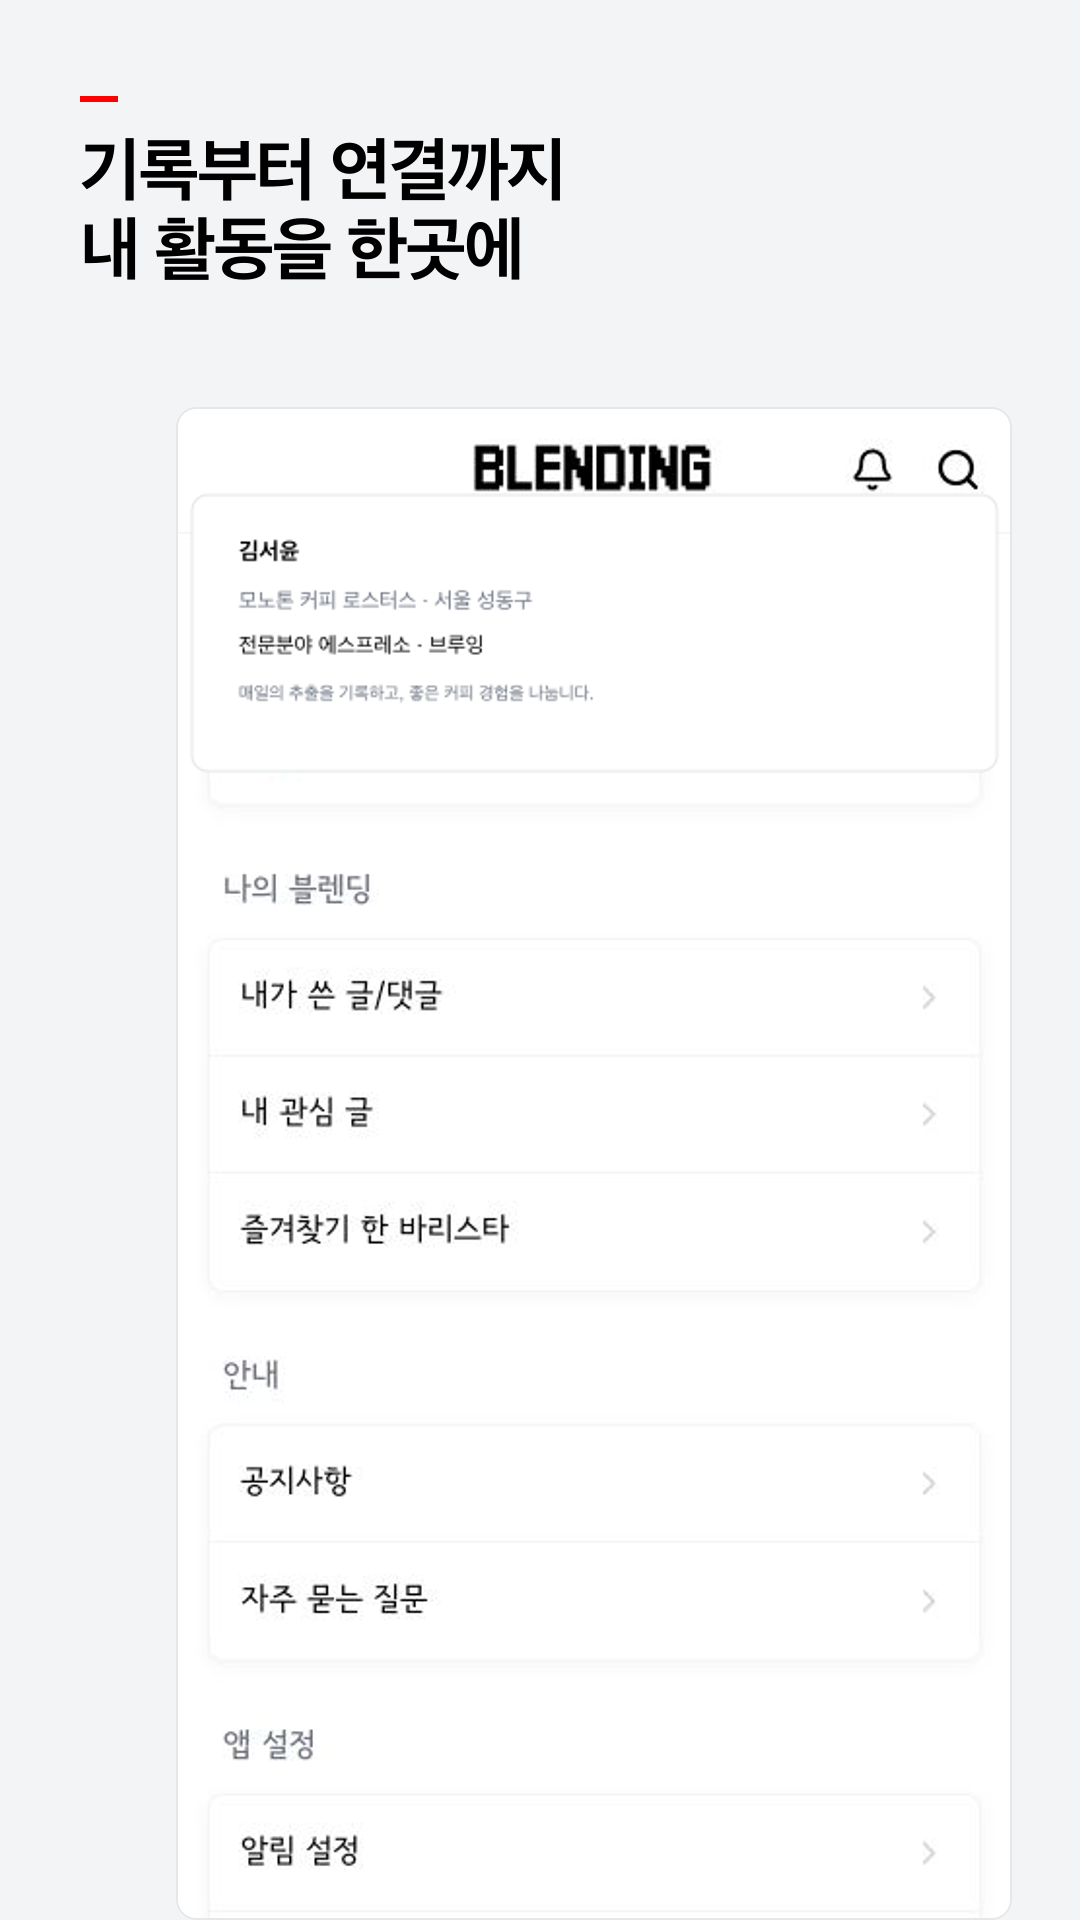 기록부터 연결까지
내 활동을 한곳에
BLENDING
김서윤
모노톤 커피 로스터스 · 서울 성동구
전문분야 에스프레소 · 브루잉
매일의 추출을 기록하고, 좋은 커피 경험을 나눕니다.
나의 블렌딩
내가 쓴 글/댓글
내 관심 글
즐겨찾기 한 바리스타
안내
공지사항
자주 묻는 질문
앱 설정
알림 설정